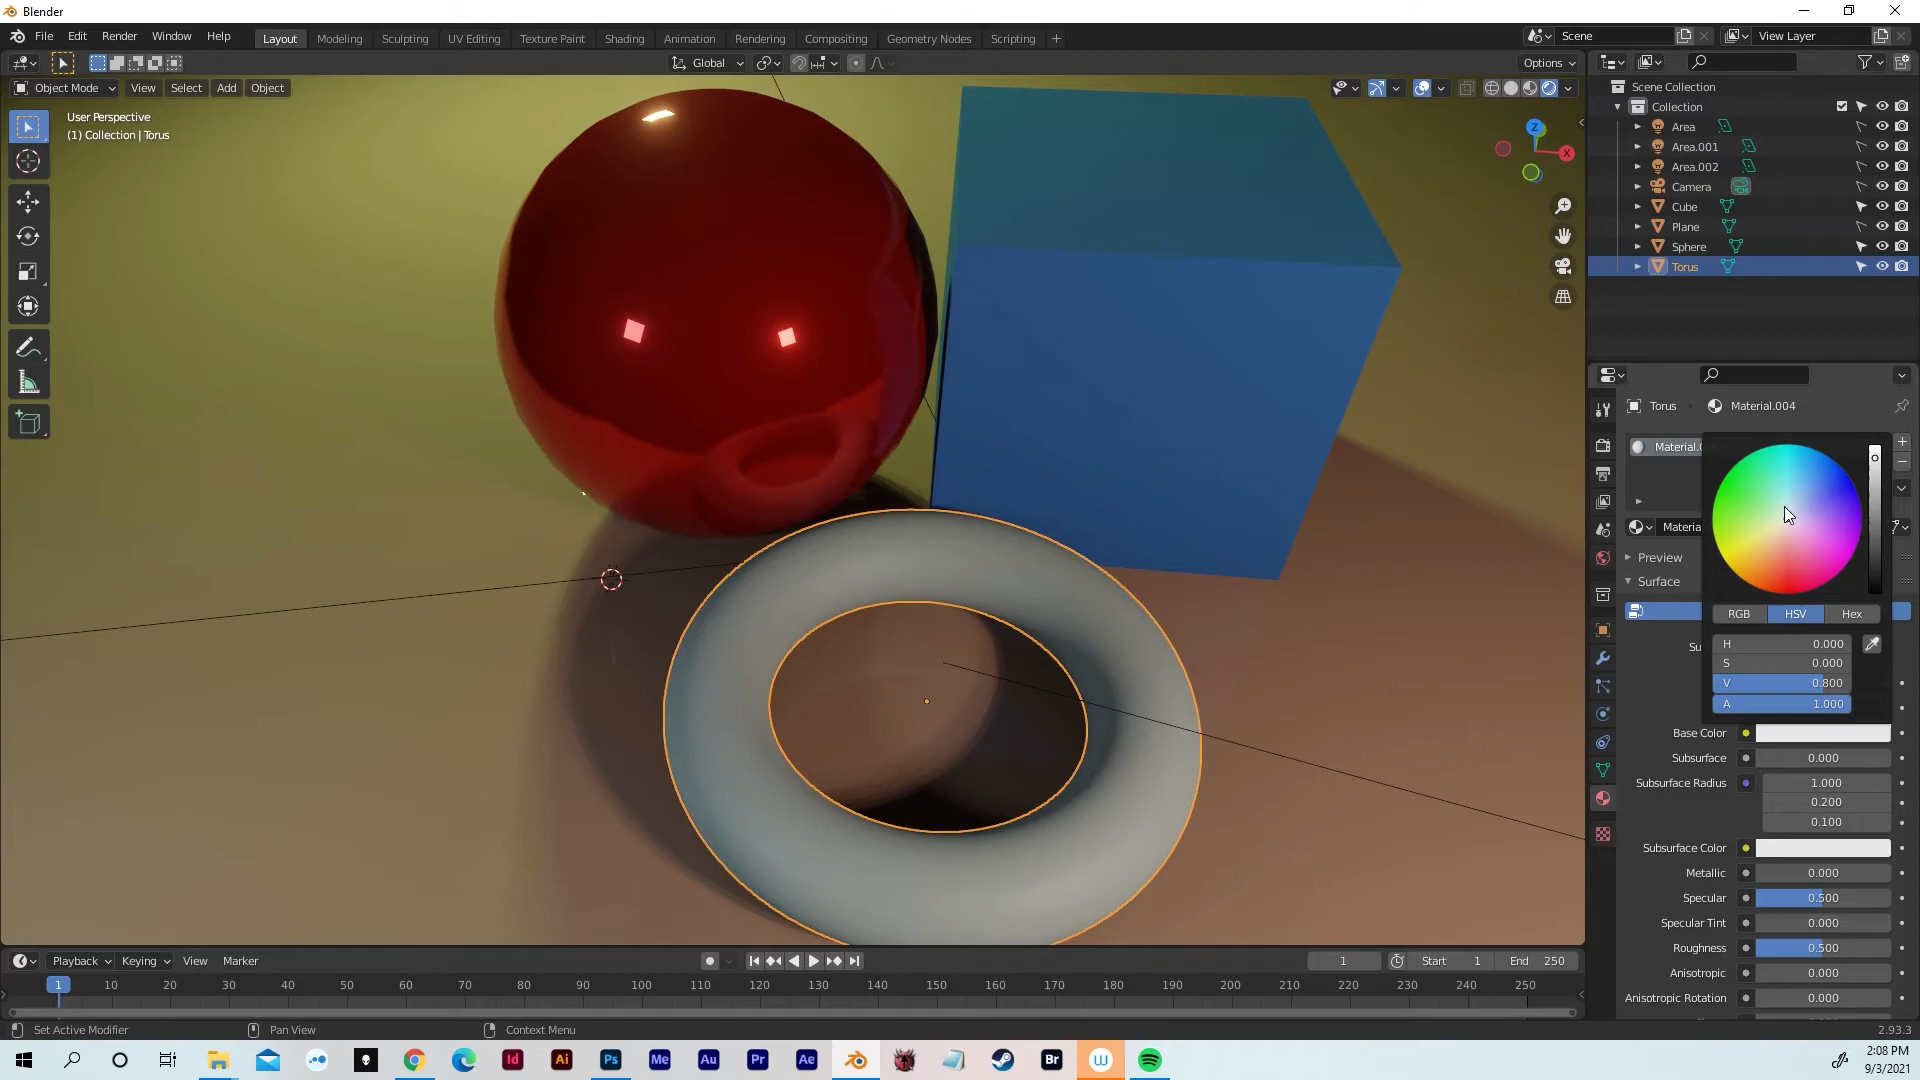 Blender
File Edit Render Window Help
Layout Modeling Sculpting UV Editing Texture Paint Shading Animation Rendering Compositing Geometry Nodes Scripting +
Scene
View Layer
Global
Options
Object Mode View Select Add Object
User Perspective
(1) Collection | Torus
Z
X
Scene Collection
Collection
Area
Area.001
Area.002
Camera
Cube
Plane
Sphere
Torus
Torus Material.004
Material.0
Materia
Preview
Surface
RGB HSV Hex
Su
H 0.000
S 0.000
V 0.800
A 1.000
Base Color
Subsurface 0.000
Subsurface Radius 1.000
0.200
0.100
Subsurface Color
Metallic 0.000
Specular 0.500
Specular Tint 0.000
Roughness 0.500
Anisotropic 0.000
Anisotropic Rotation 0.000
Playback Keying View Marker
1 Start 1 End 250
1 10 20 30 40 50 60 70 80 90 100 110 120 130 140 150 160 170 180 190 200 210 220 230 240 250
Set Active Modifier Pan View Context Menu 2.93.3
Id Ai Ps Me Au Pr Ae Br W
2:08 PM
9/3/2021